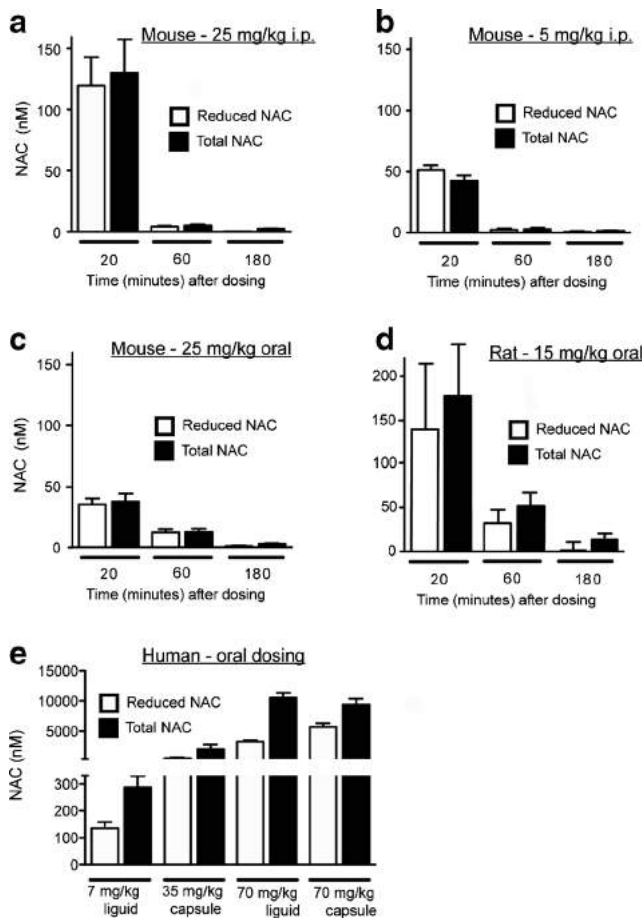 a
Mouse - 25 mg/kg i.p.
150
100
50
0
NAC (nM)
Reduced NAC
Total NAC
20 60 180
Time (minutes) after dosing
b
Mouse - 5 mg/kg i.p.
150
100
50
0
Reduced NAC
Total NAC
20 60 180
Time (minutes) after dosing
c
Mouse - 25 mg/kg oral
150
100
50
0
NAC (nM)
Reduced NAC
Total NAC
20 60 180
Time (minutes) after dosing
d
Rat - 15 mg/kg oral
200
150
100
50
0
Reduced NAC
Total NAC
20 60 180
Time (minutes) after dosing
e
Human - oral dosing
15000
10000
5000
300
200
100
0
NAC (nM)
Reduced NAC
Total NAC
7 mg/kg 35 mg/kg 70 mg/kg 70 mg/kg
liquid capsule liquid capsule